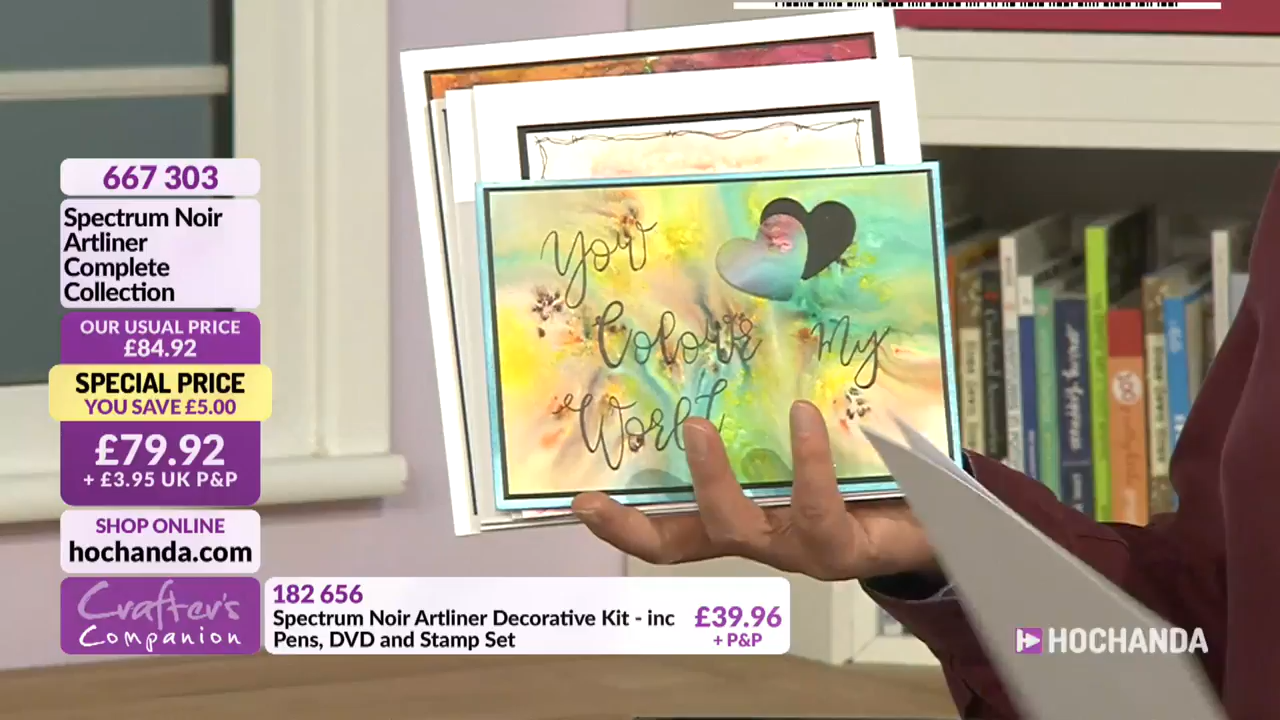 667 303
Spectrum Noir
Artliner
Complete
Collection
OUR USUAL PRICE
£84.92
SPECIAL PRICE
YOU SAVE £5.00
£79.92
+ £3.95 UK P&P
SHOP ONLINE
hochanda.com
Crafter's
Companion
182 656
Spectrum Noir Artliner Decorative Kit - inc
Pens, DVD and Stamp Set
£39.96
+ P&P
You
Colour My
World
HOCHANDA